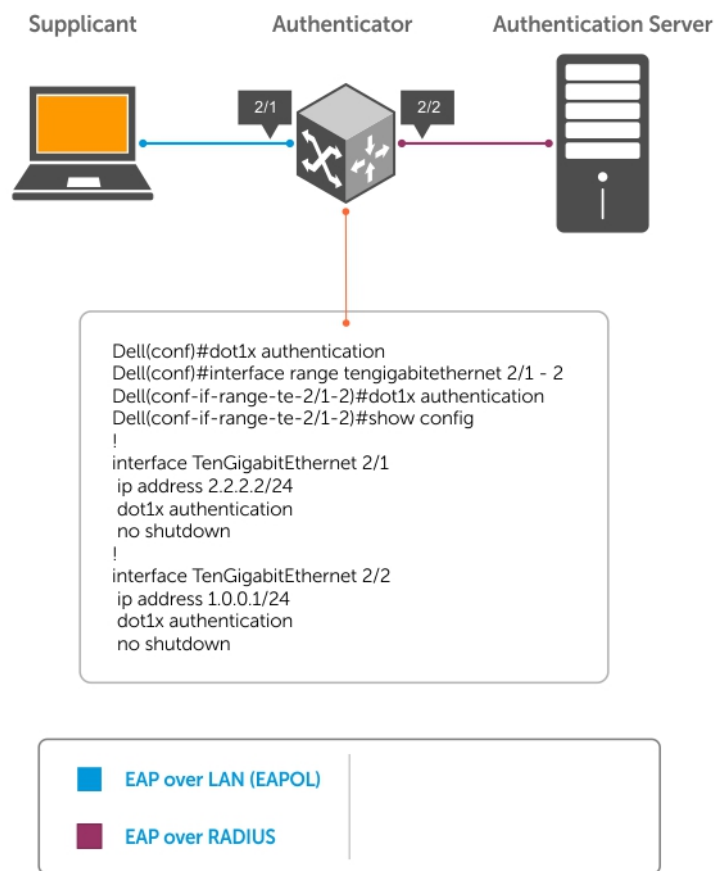 Supplicant
Authenticator
Authentication Server
2/1
2/2
Dell(conf)#dot1x authentication
Dell(conf)#interface range tengigabitethernet 2/1 - 2
Dell(conf-if-range-te-2/1-2)#dot1x authentication
Dell(conf-if-range-te-2/1-2)#show config
!
interface TenGigabitEthernet 2/1
ip address 2.2.2.2/24
dot1x authentication
no shutdown
!
interface TenGigabitEthernet 2/2
ip address 1.0.0.1/24
dot1x authentication
no shutdown
EAP over LAN (EAPOL)
EAP over RADIUS